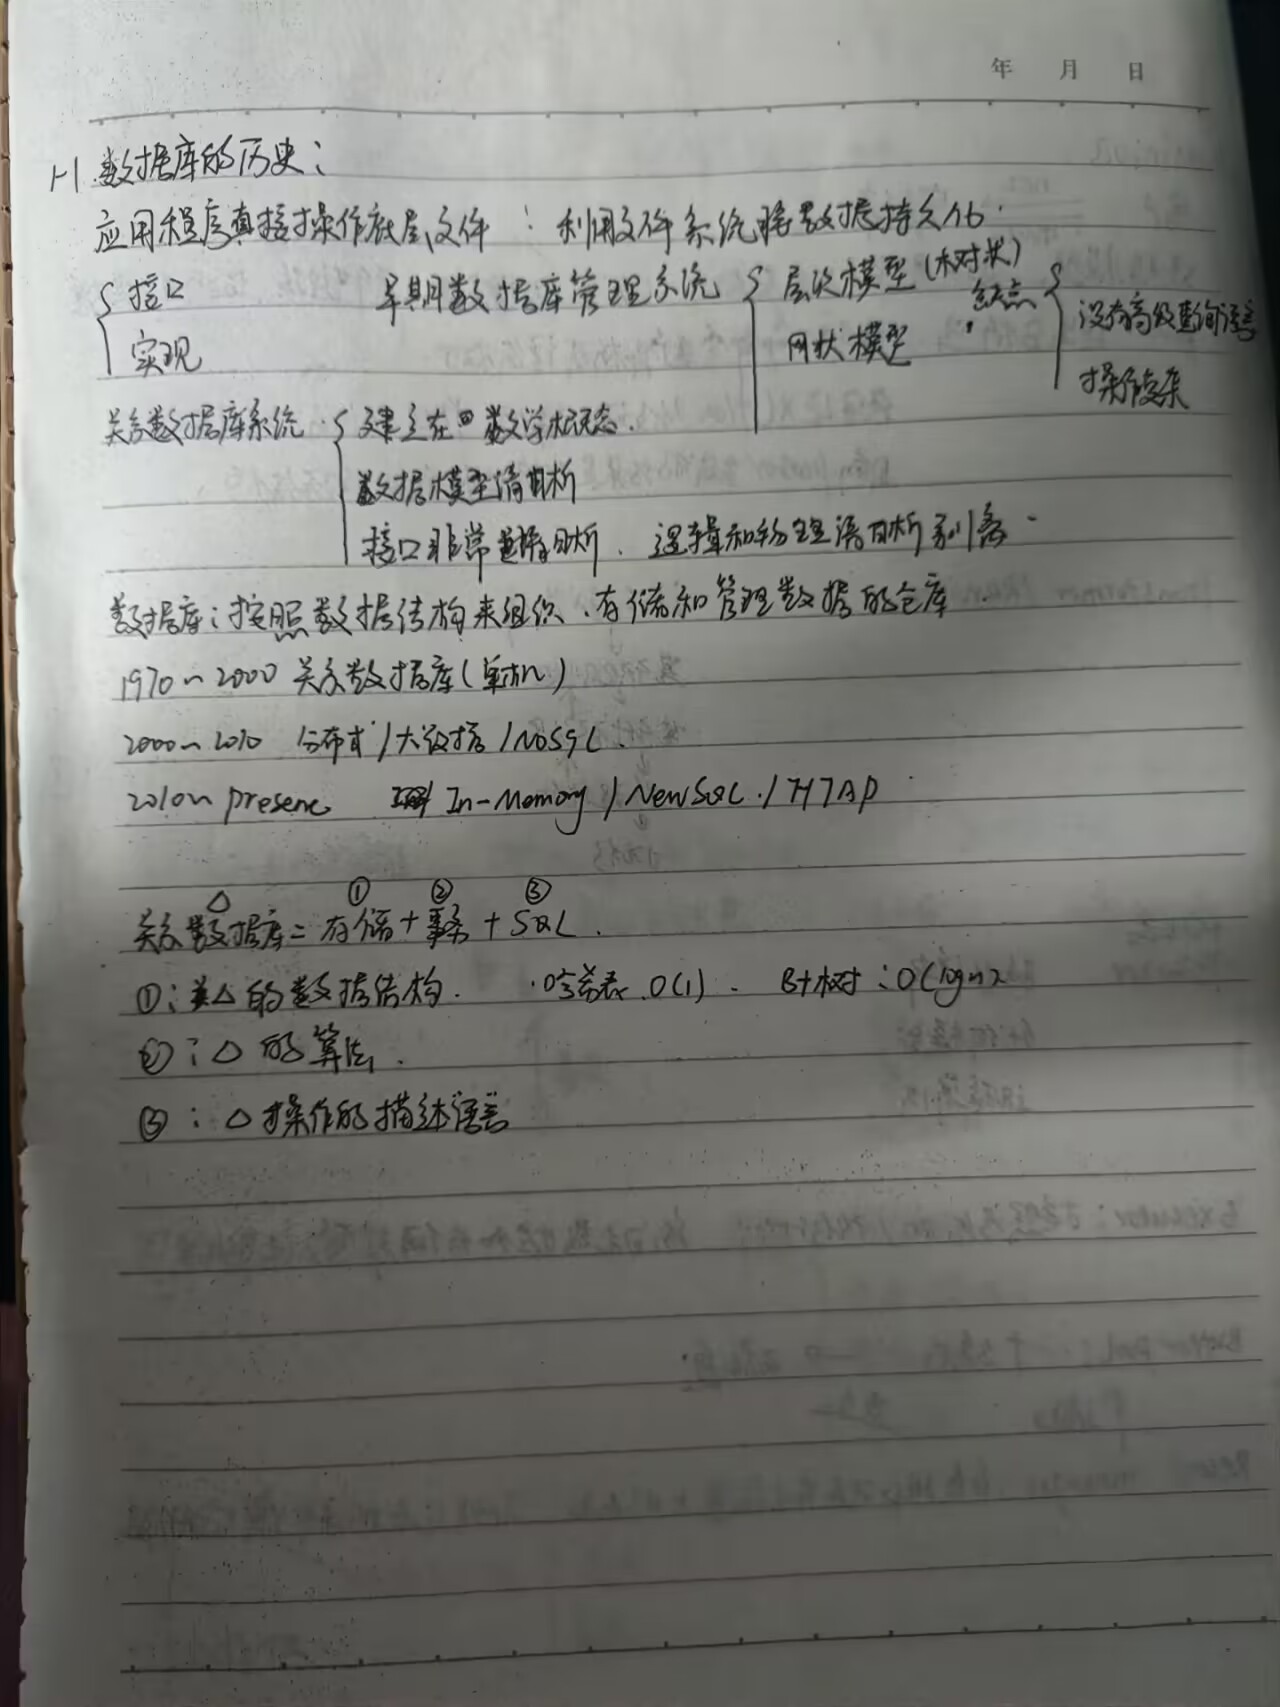 年 月 日
1-1 数据库的历史：
应用程序直接操作底层文件：利用文件系统将数据持久化.
接口 早期数据库管理系统 层次模型(木对状) 缺点 没有高级查询语言
实现 网状模型 操作复杂
关系数据库系统 建立在数学概念.
数据模型清晰
接口非常清晰. 逻辑和物理清晰剥离.
数据库：按照数据结构来组织、存储和管理数据的仓库.
1970~2000 关系数据库(单机)
2000~2010 分布式/大数据/NoSQL.
2010~present In-Memory/NewSQL./HTAP
△ ① ② ③
关系数据库=存储+事务+SQL.
①：△的数据结构. 哈希表.O(1). B+树：O(logn)
②：△的算法.
③：△操作的描述语言